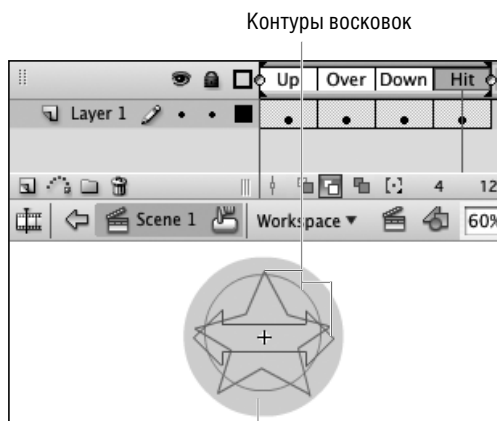 Контуры восковок
Up Over Down Hit
Layer 1
4 12
Scene 1 Workspace 60%